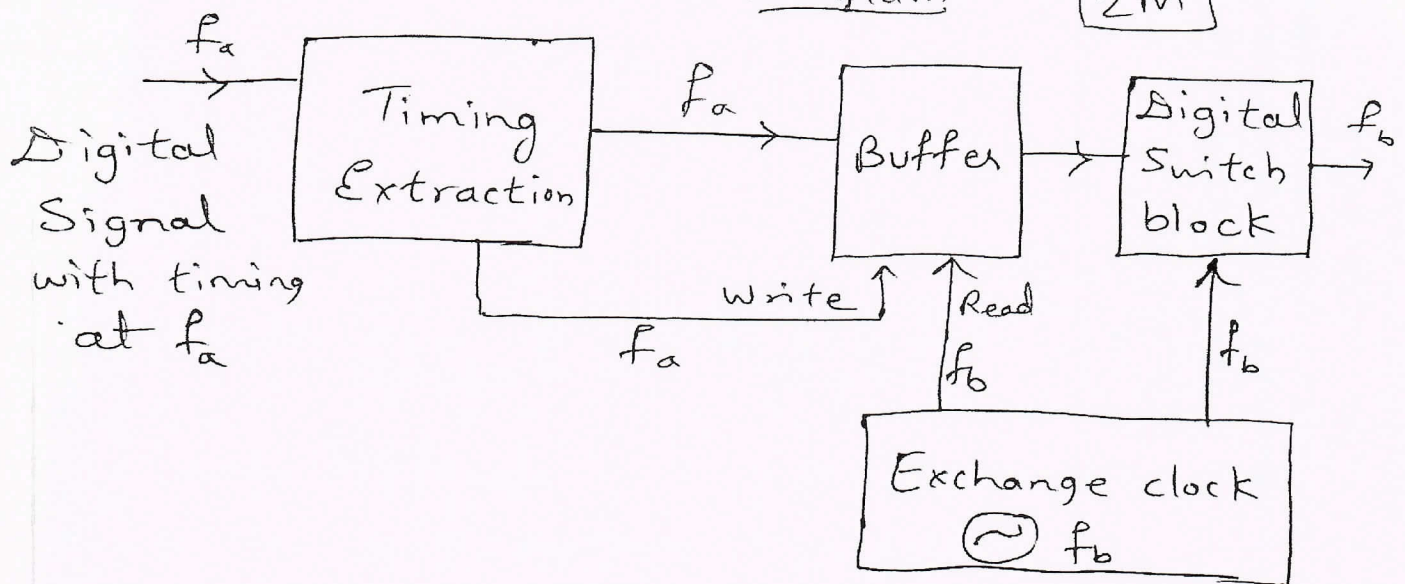 2M
fa
Digital
Signal
with timing
at fa
Timing
Extraction
fa
Buffer
Digital
Switch
block
fb
Write
Read
fa
fb
fb
Exchange clock
~ fb